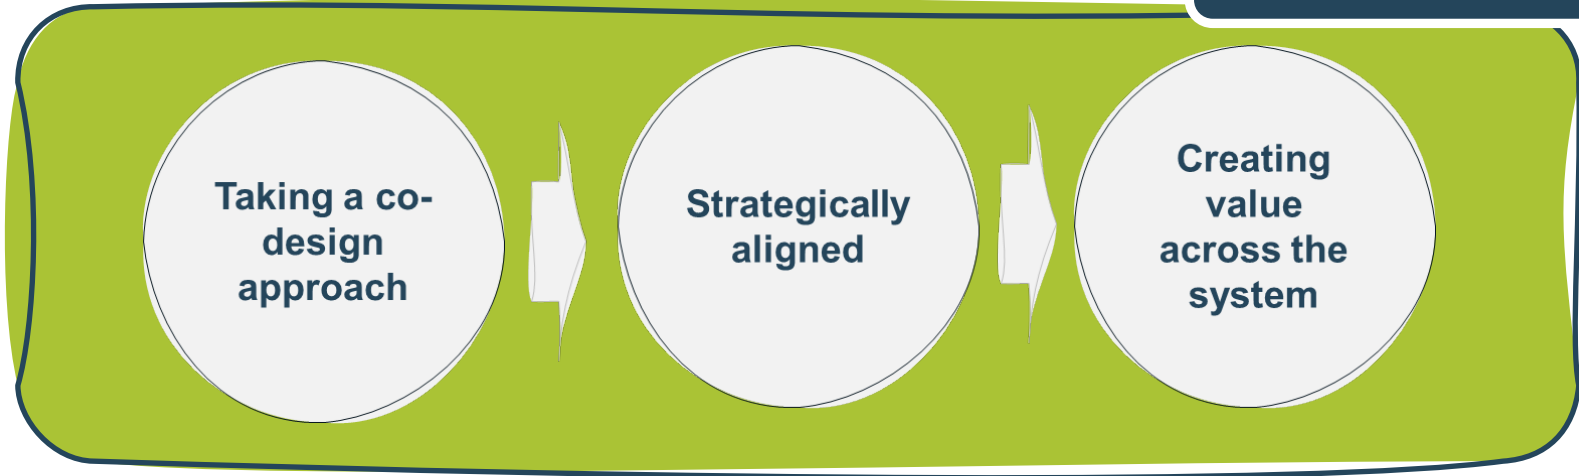 Taking a co-
design
approach
Strategically
aligned
Creating
value
across the
system